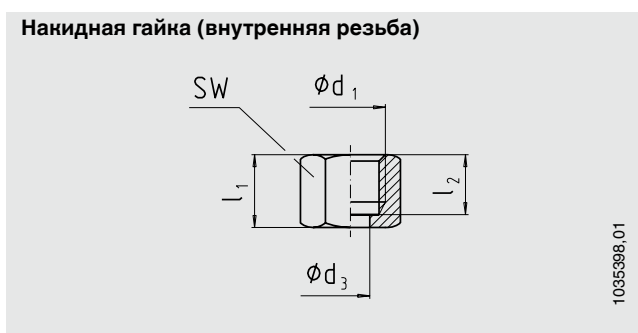 Накидная гайка (внутренняя резьба)
SW
Ød₁
l₁
l₂
Ød₃
1035398,01